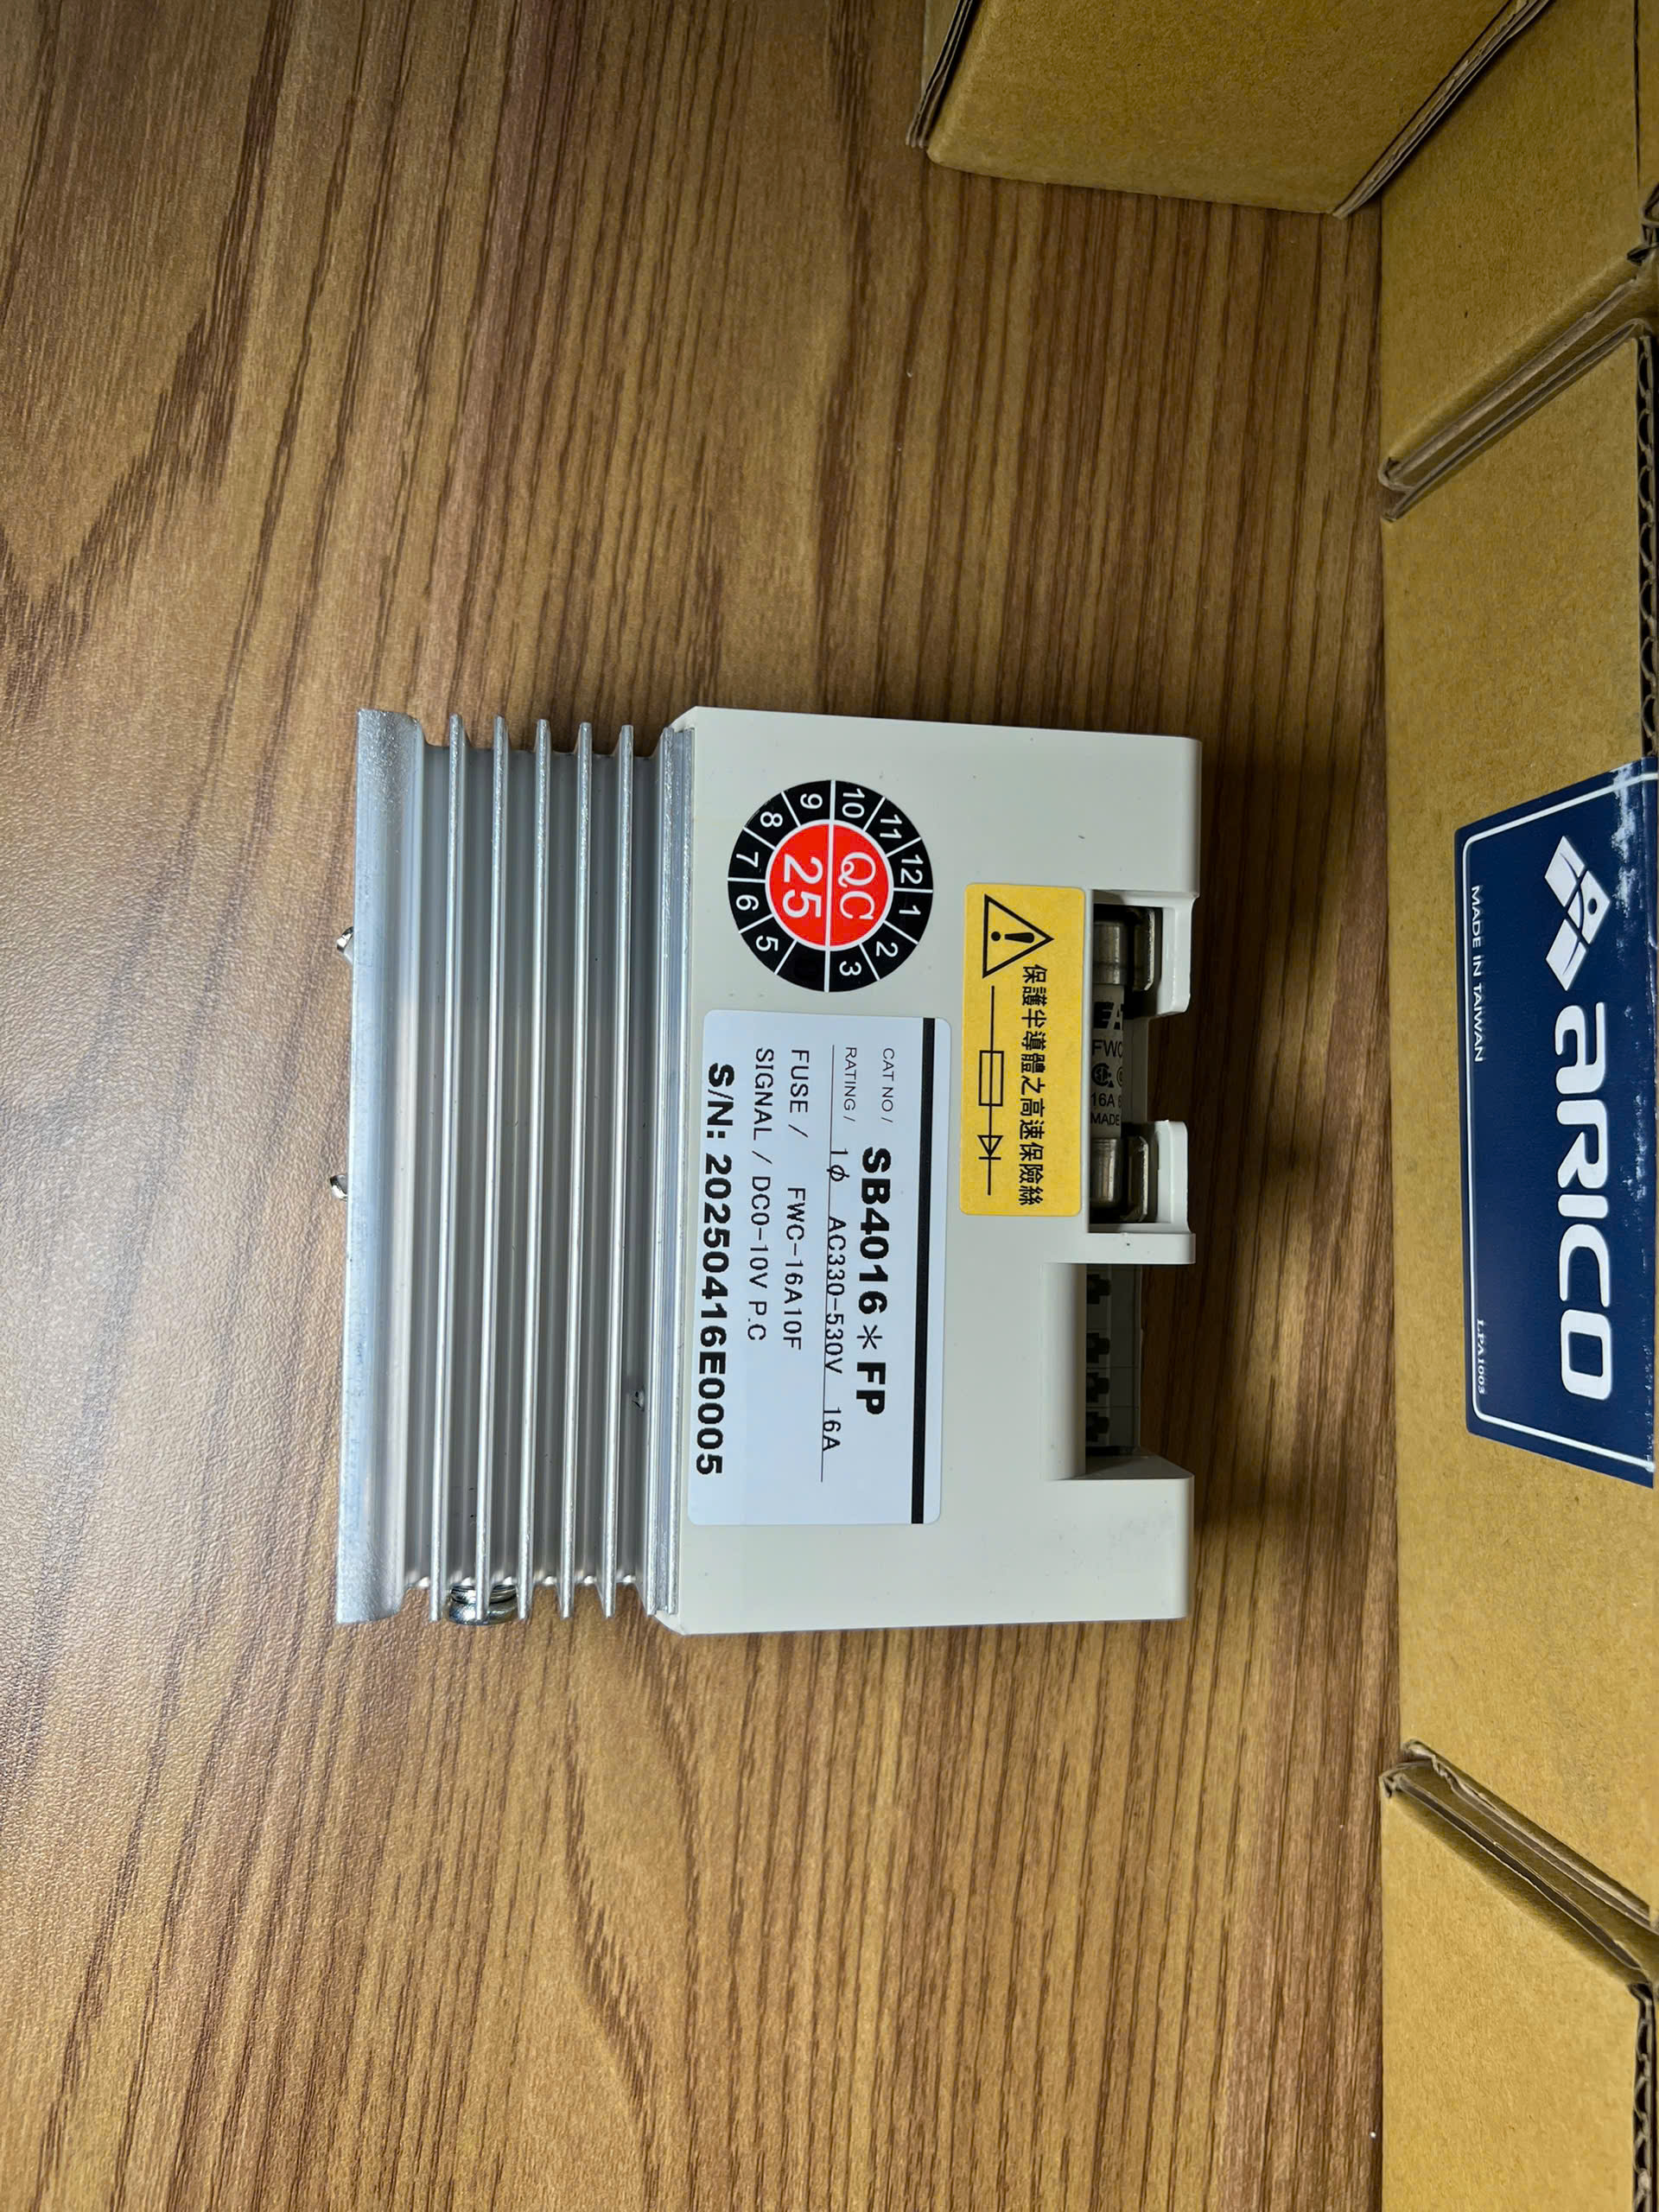 arico
MADE IN TAIWAN
LPA1003
FWC
16A
MADE
保護半導體之高速保險絲
10 11 12 1 2 3 5 6 7 8 9
QC
25
CAT NO / SB4016*FP
RATING / 1ϕ AC330-530V 16A
FUSE / FWC-16A10F
SIGNAL / DC0-10V P.C
S/N: 20250416E0005